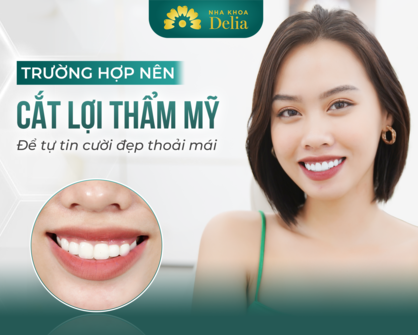 NHA KHOA
Delia
TRƯỜNG HỢP NÊN
CẮT LỢI THẨM MỸ
Để tự tin cười đẹp thoải mái